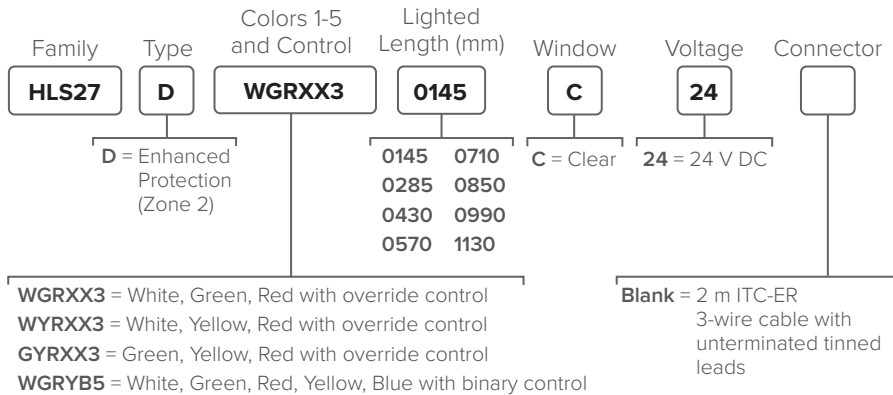 Family Type Colors 1-5 and Control Lighted Length (mm) Window Voltage Connector
HLS27 D WGRXX3 0145 C 24
D = Enhanced
Protection
(Zone 2)
0145 0710
0285 0850
0430 0990
0570 1130
C = Clear
24 = 24 V DC
WGRXX3 = White, Green, Red with override control
WYRXX3 = White, Yellow, Red with override control
GYRXX3 = Green, Yellow, Red with override control
WGRYB5 = White, Green, Red, Yellow, Blue with binary control
Blank = 2 m ITC-ER
3-wire cable with
unterminated tinned
leads